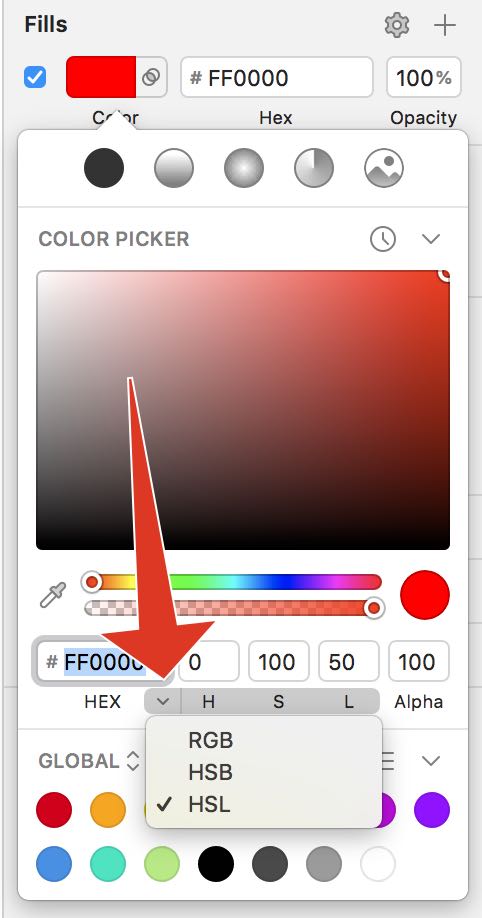 Fills
# FF0000 100%
Color Hex Opacity
COLOR PICKER
# FF0000 0 100 50 100
HEX H S L Alpha
RGB
HSB
HSL
GLOBAL